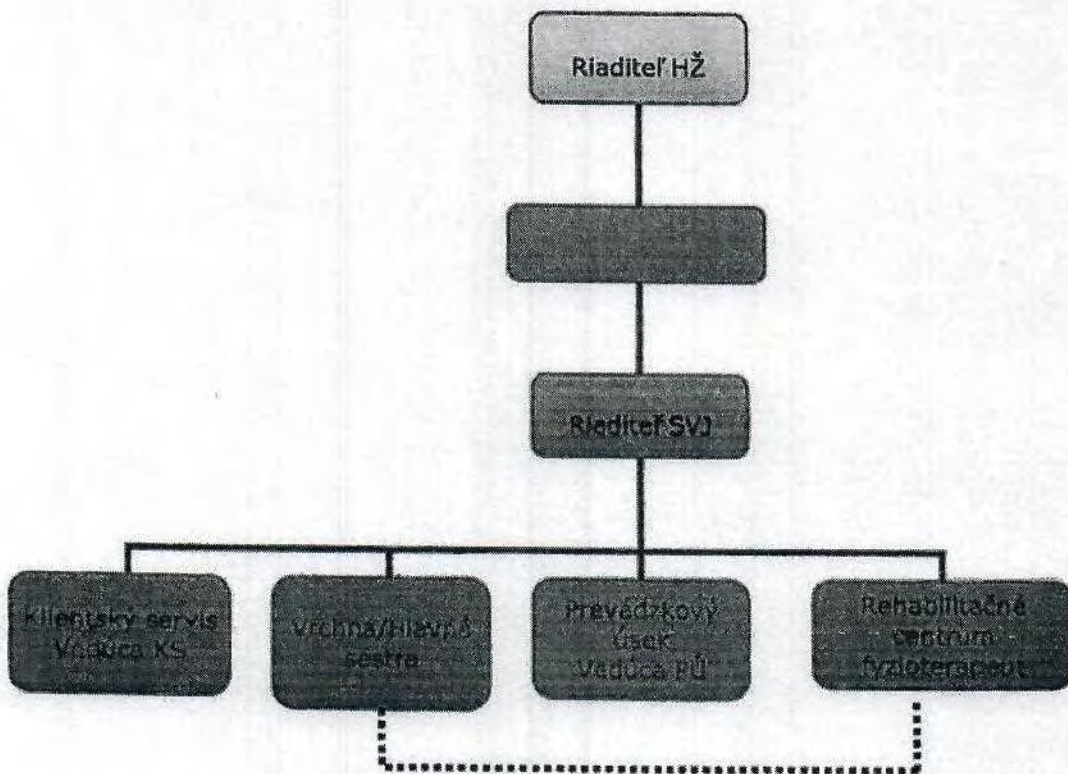 Riaditeľ HŽ
Riaditeľ SVJ
Klientský servis
Vedúca KS
Vrchná/Hlavná
sestra
Prevádzkový
úsek
Vedúca PÚ
Rehabilitačné
centrum
fyzioterapeut